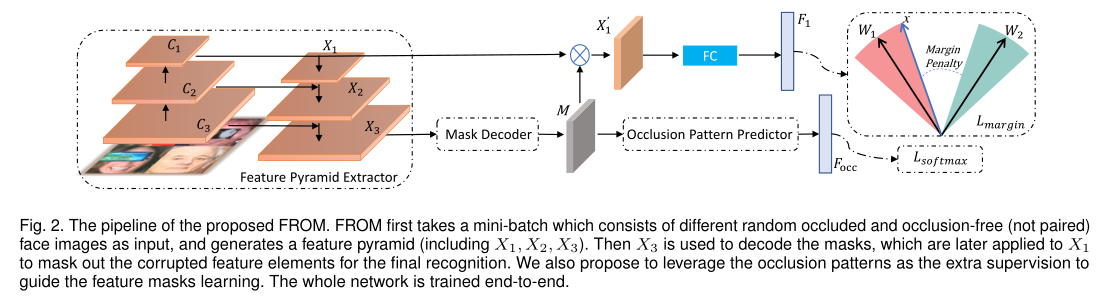 C₁
X₁
C₂
X₂
C₃
X₃
Feature Pyramid Extractor
Mask Decoder
M
X₁'
FC
F₁
Occlusion Pattern Predictor
F_occ
W₁
x
W₂
Margin
Penalty
L_margin
L_softmax
Fig. 2. The pipeline of the proposed FROM. FROM first takes a mini-batch which consists of different random occluded and occlusion-free (not paired)
face images as input, and generates a feature pyramid (including X₁, X₂, X₃). Then X₃ is used to decode the masks, which are later applied to X₁
to mask out the corrupted feature elements for the final recognition. We also propose to leverage the occlusion patterns as the extra supervision to
guide the feature masks learning. The whole network is trained end-to-end.